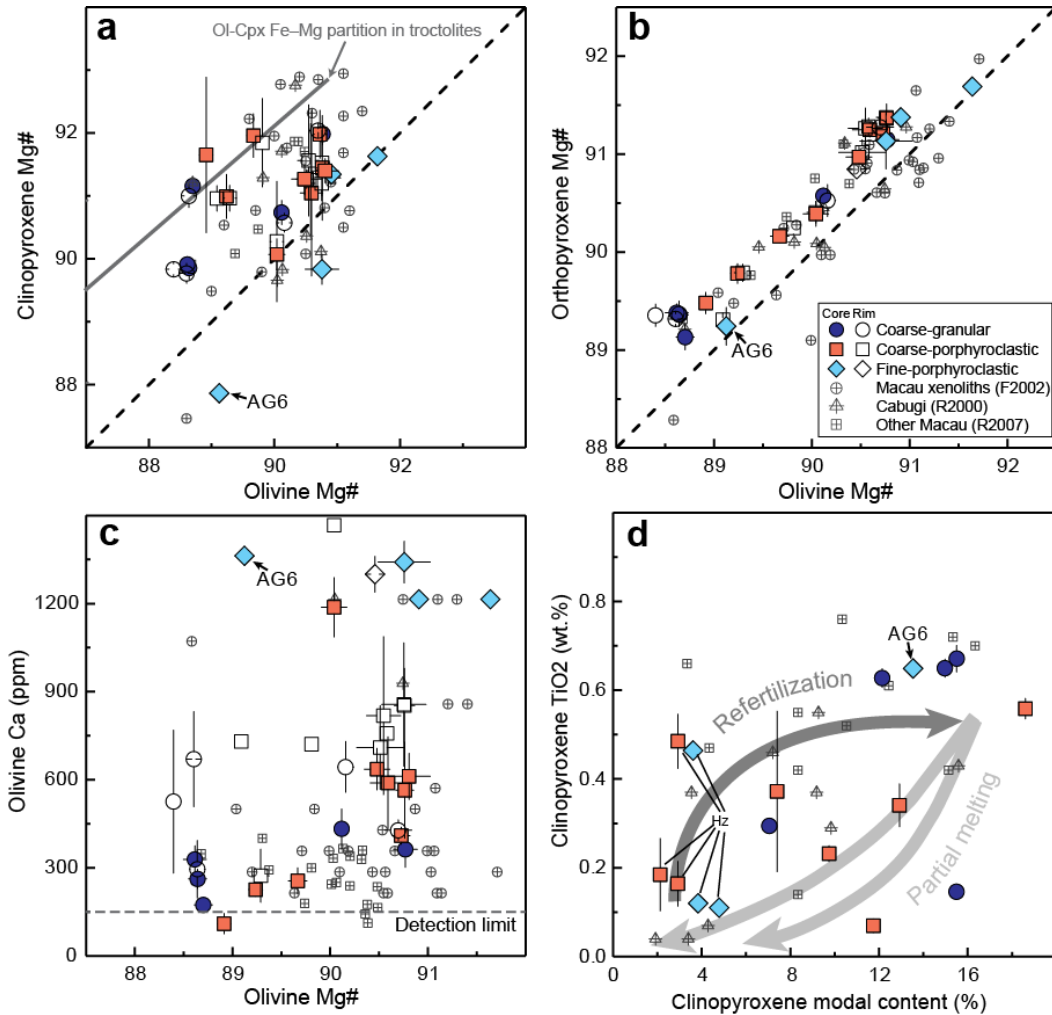 a
Ol-Cpx Fe–Mg partition in troctolites
92
90
88
Clinopyroxene Mg#
AG6
88
90
92
Olivine Mg#
b
92
91
90
89
88
Orthopyroxene Mg#
AG6
Core Rim
Coarse-granular
Coarse-porphyroclastic
Fine-porphyroclastic
Macau xenoliths (F2002)
Cabugi (R2000)
Other Macau (R2007)
88
89
90
91
92
Olivine Mg#
c
1200
900
600
300
0
Olivine Ca (ppm)
AG6
Detection limit
88
89
90
91
Olivine Mg#
d
0.8
0.6
0.4
0.2
0.0
Clinopyroxene TiO2 (wt.%)
AG6
Refertilization
Hz
Partial melting
0
4
8
12
16
Clinopyroxene modal content (%)